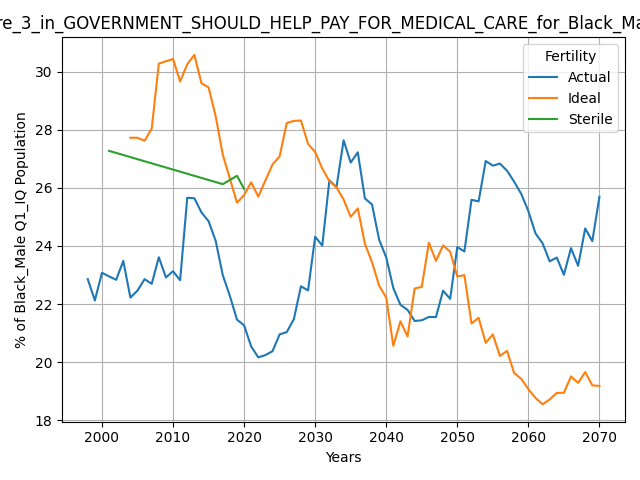 re_3_in_GOVERNMENT_SHOULD_HELP_PAY_FOR_MEDICAL_CARE_for_Black_Ma
Fertility
Actual
Ideal
Sterile
% of Black_Male Q1_IQ Population
30
28
26
24
22
20
18
2000 2010 2020 2030 2040 2050 2060 2070
Years